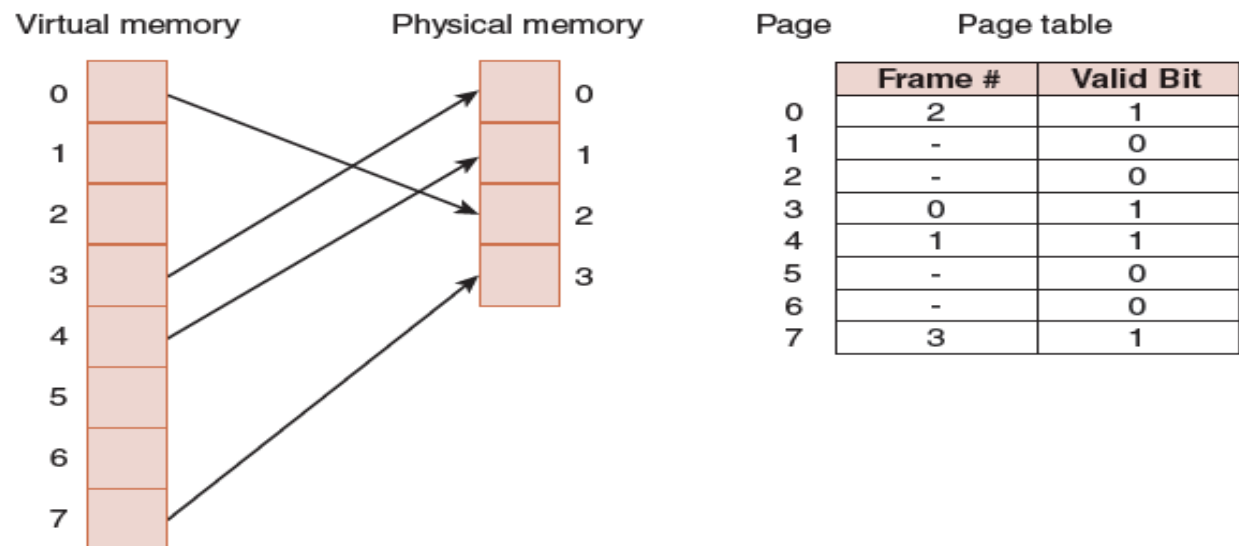 Virtual memory
Physical memory
Page
Page table
0
1
2
3
4
5
6
7
0
1
2
3
Frame # Valid Bit
0 2 1
1 - 0
2 - 0
3 0 1
4 1 1
5 - 0
6 - 0
7 3 1